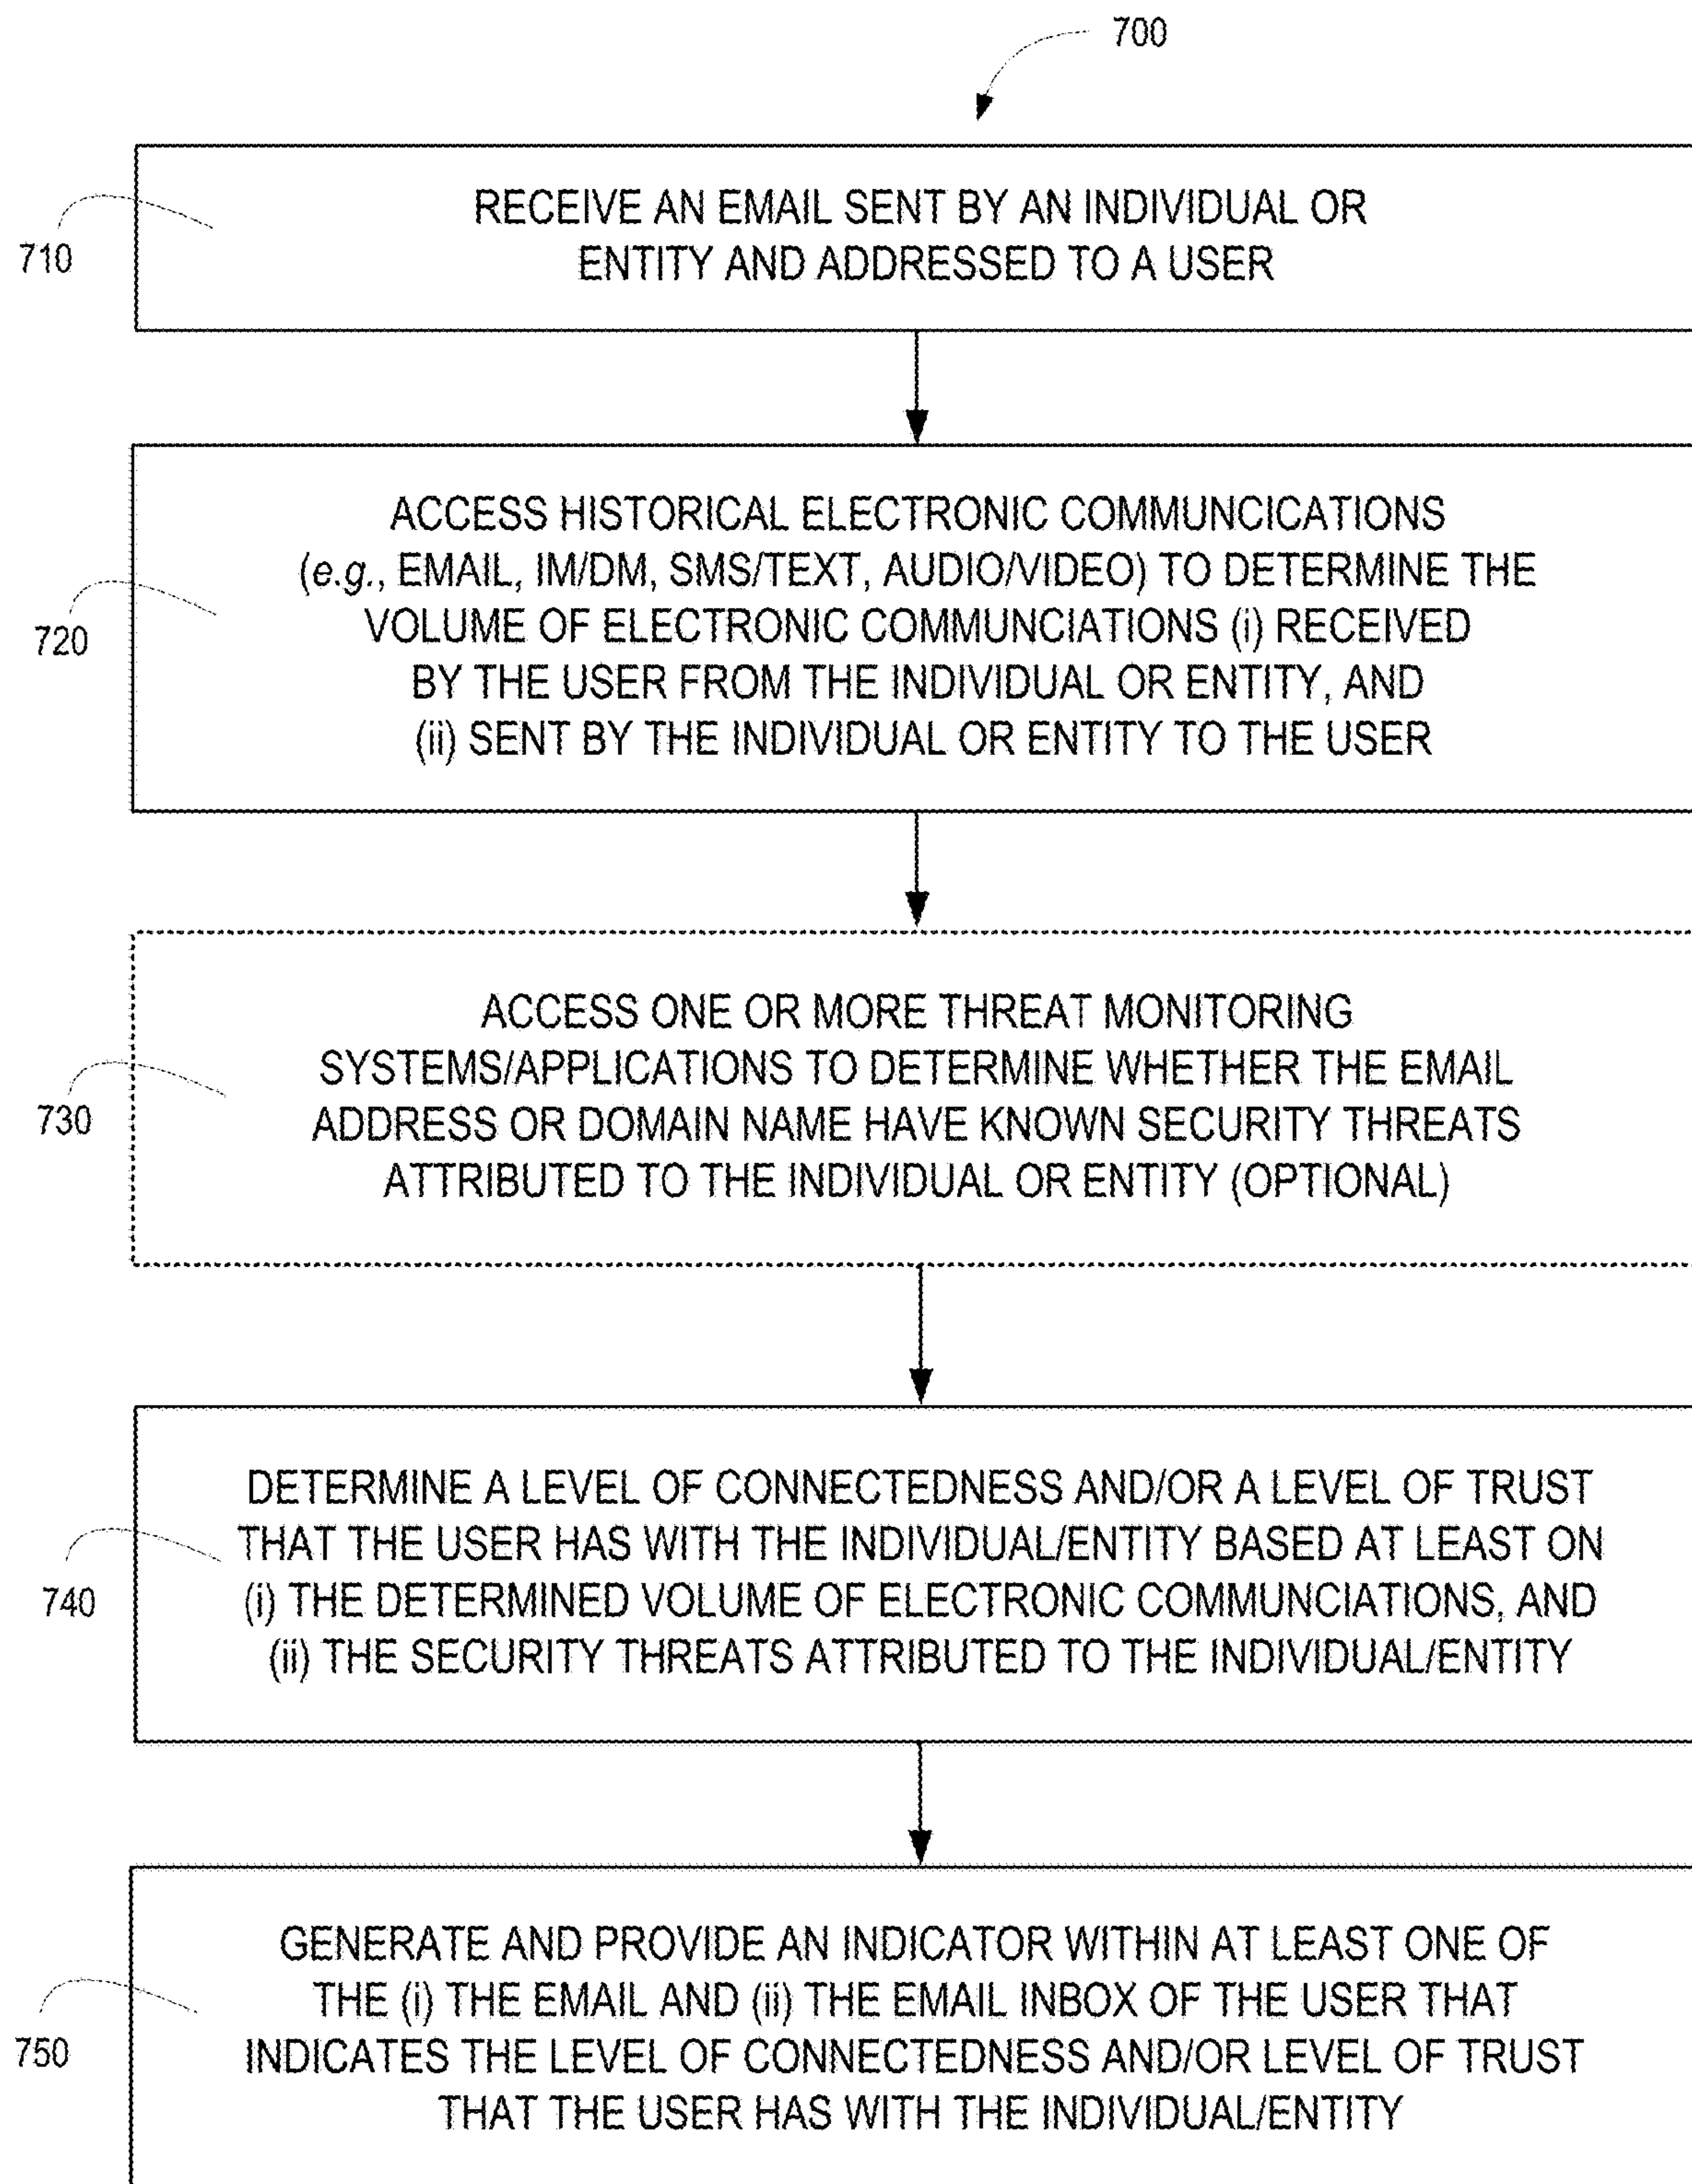 700
710
RECEIVE AN EMAIL SENT BY AN INDIVIDUAL OR
ENTITY AND ADDRESSED TO A USER
720
ACCESS HISTORICAL ELECTRONIC COMMUNCICATIONS
(e.g., EMAIL, IM/DM, SMS/TEXT, AUDIO/VIDEO) TO DETERMINE THE
VOLUME OF ELECTRONIC COMMUNCIATIONS (i) RECEIVED
BY THE USER FROM THE INDIVIDUAL OR ENTITY, AND
(ii) SENT BY THE INDIVIDUAL OR ENTITY TO THE USER
730
ACCESS ONE OR MORE THREAT MONITORING
SYSTEMS/APPLICATIONS TO DETERMINE WHETHER THE EMAIL
ADDRESS OR DOMAIN NAME HAVE KNOWN SECURITY THREATS
ATTRIBUTED TO THE INDIVIDUAL OR ENTITY (OPTIONAL)
740
DETERMINE A LEVEL OF CONNECTEDNESS AND/OR A LEVEL OF TRUST
THAT THE USER HAS WITH THE INDIVIDUAL/ENTITY BASED AT LEAST ON
(i) THE DETERMINED VOLUME OF ELECTRONIC COMMUNCIATIONS, AND
(ii) THE SECURITY THREATS ATTRIBUTED TO THE INDIVIDUAL/ENTITY
750
GENERATE AND PROVIDE AN INDICATOR WITHIN AT LEAST ONE OF
THE (i) THE EMAIL AND (ii) THE EMAIL INBOX OF THE USER THAT
INDICATES THE LEVEL OF CONNECTEDNESS AND/OR LEVEL OF TRUST
THAT THE USER HAS WITH THE INDIVIDUAL/ENTITY